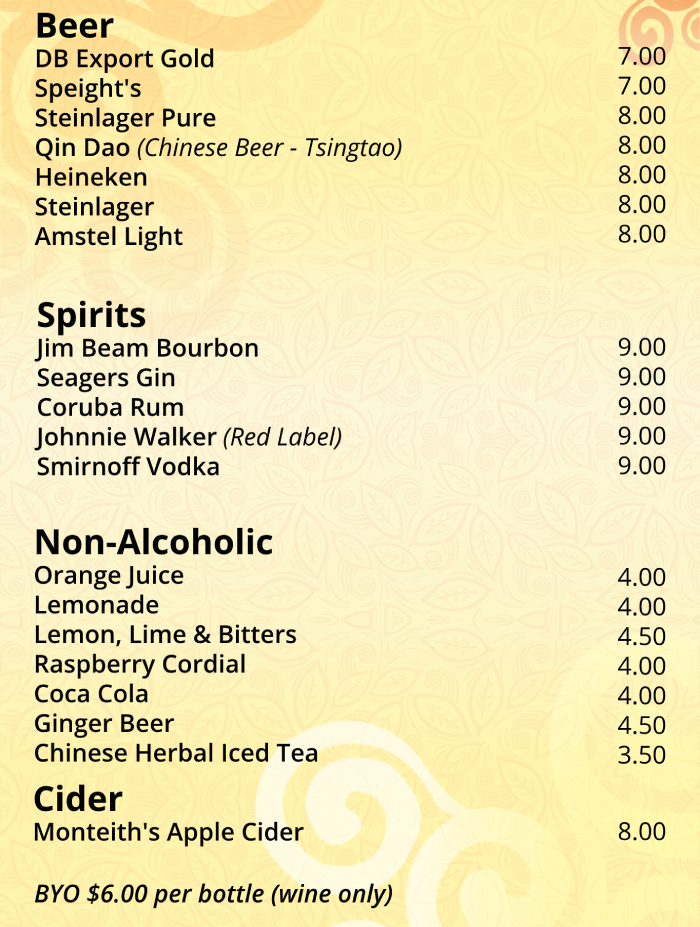 Beer
DB Export Gold 7.00
Speight's 7.00
Steinlager Pure 8.00
Qin Dao (Chinese Beer - Tsingtao) 8.00
Heineken 8.00
Steinlager 8.00
Amstel Light 8.00
Spirits
Jim Beam Bourbon 9.00
Seagers Gin 9.00
Coruba Rum 9.00
Johnnie Walker (Red Label) 9.00
Smirnoff Vodka 9.00
Non-Alcoholic
Orange Juice 4.00
Lemonade 4.00
Lemon, Lime & Bitters 4.50
Raspberry Cordial 4.00
Coca Cola 4.00
Ginger Beer 4.50
Chinese Herbal Iced Tea 3.50
Cider
Monteith's Apple Cider 8.00
BYO $6.00 per bottle (wine only)